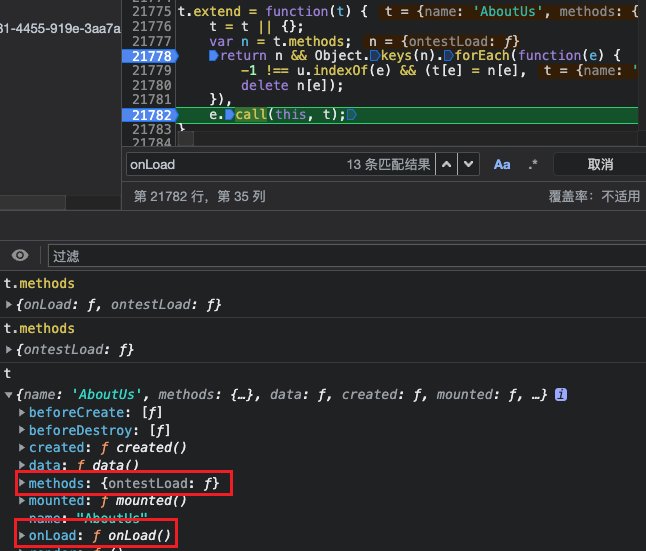 21775 t.extend = function(t) { t = {name: 'AboutUs', methods: {
31-4455-919e-3aa7a
21776 t = t || {};
21777 var n = t.methods; n = {ontestLoad: ƒ}
21778 return n && Object.keys(n).forEach(function(e) {
21779 -1 !== u.indexOf(e) && (t[e] = n[e], t = {name: '
21780 delete n[e]);
21781 }),
21782 e.call(this, t);
21783 }
21784
onLoad 13 条匹配结果 Aa .* 取消
第 21782 行，第 35 列 覆盖率：不适用
过滤
t.methods
{onLoad: ƒ, ontestLoad: ƒ}
t.methods
{ontestLoad: ƒ}
t
{name: 'AboutUs', methods: {…}, data: ƒ, created: ƒ, mounted: ƒ, …} i
beforeCreate: [ƒ]
beforeDestroy: [ƒ]
created: ƒ created()
data: ƒ data()
methods: {ontestLoad: ƒ}
mounted: ƒ mounted()
name: "AboutUs"
onLoad: ƒ onLoad()